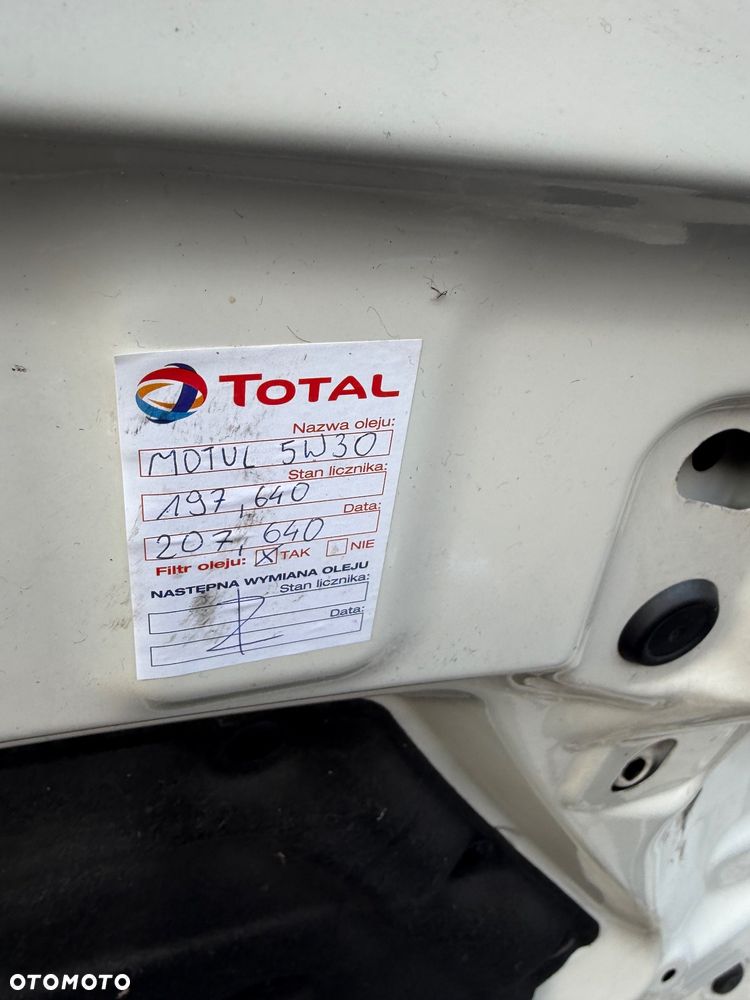 TOTAL
Nazwa oleju:
MOTUL 5W30
Stan licznika:
197,640
Data:
207,640
Filtr oleju: X TAK NIE
NASTĘPNA WYMIANA OLEJU
Stan licznika:
Data:
OTOMOTO